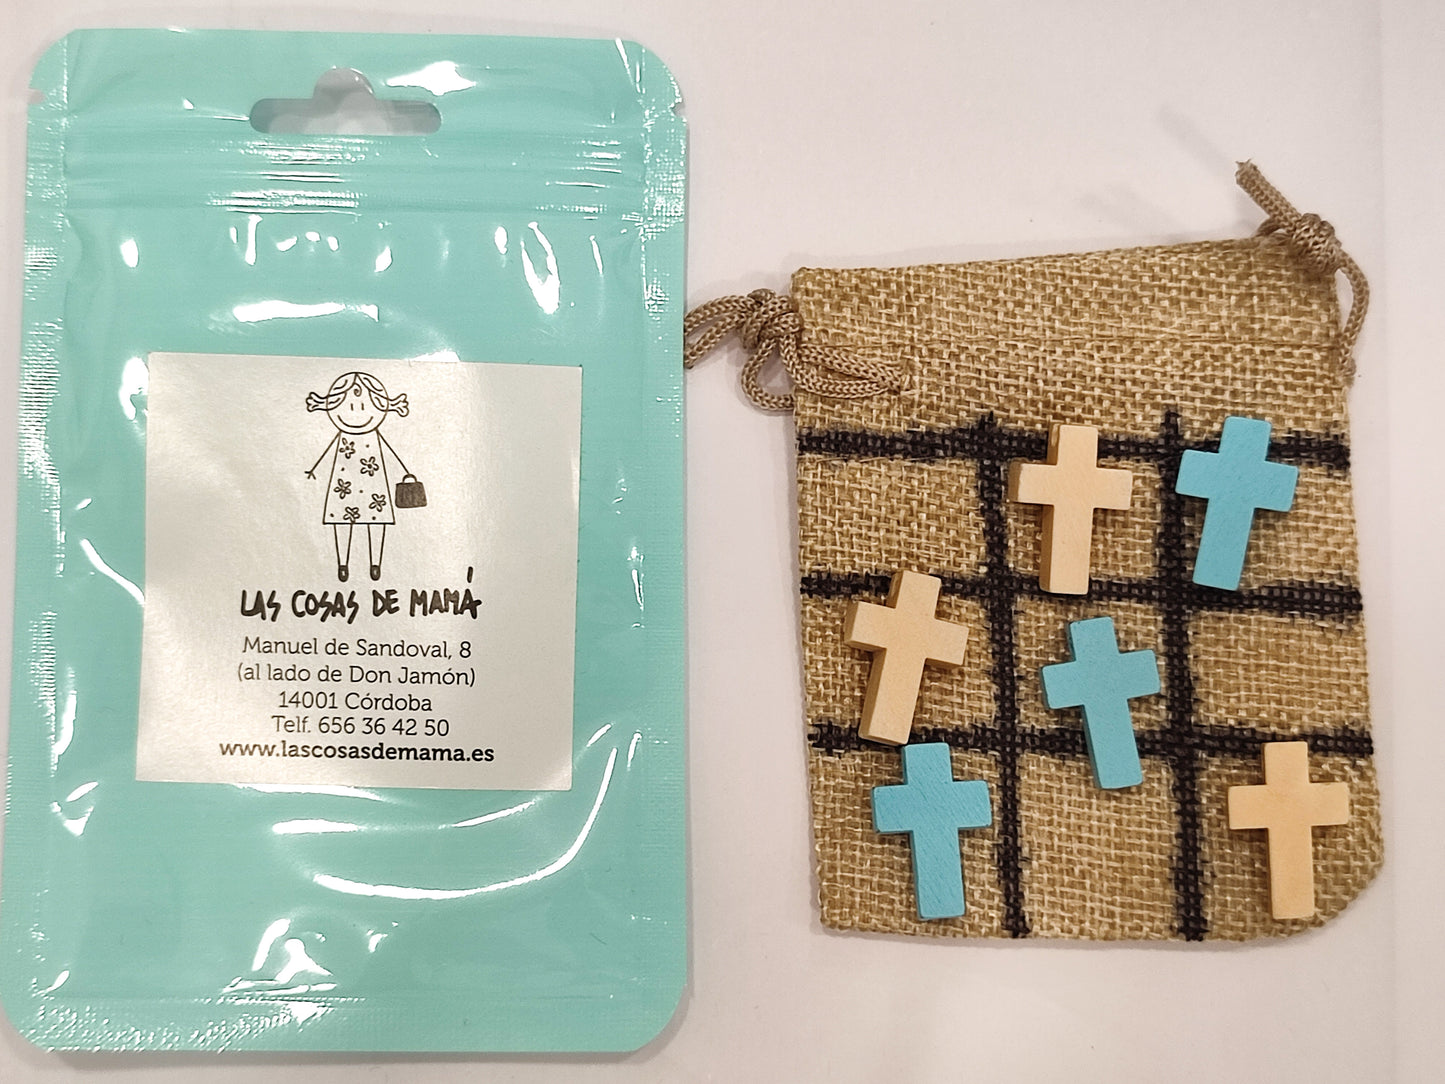 LAS COSAS DE MAMÁ
Manuel de Sandoval, 8
(al lado de Don Jamón)
14001 Córdoba
Telf. 656 36 42 50
www.lascosasdemama.es